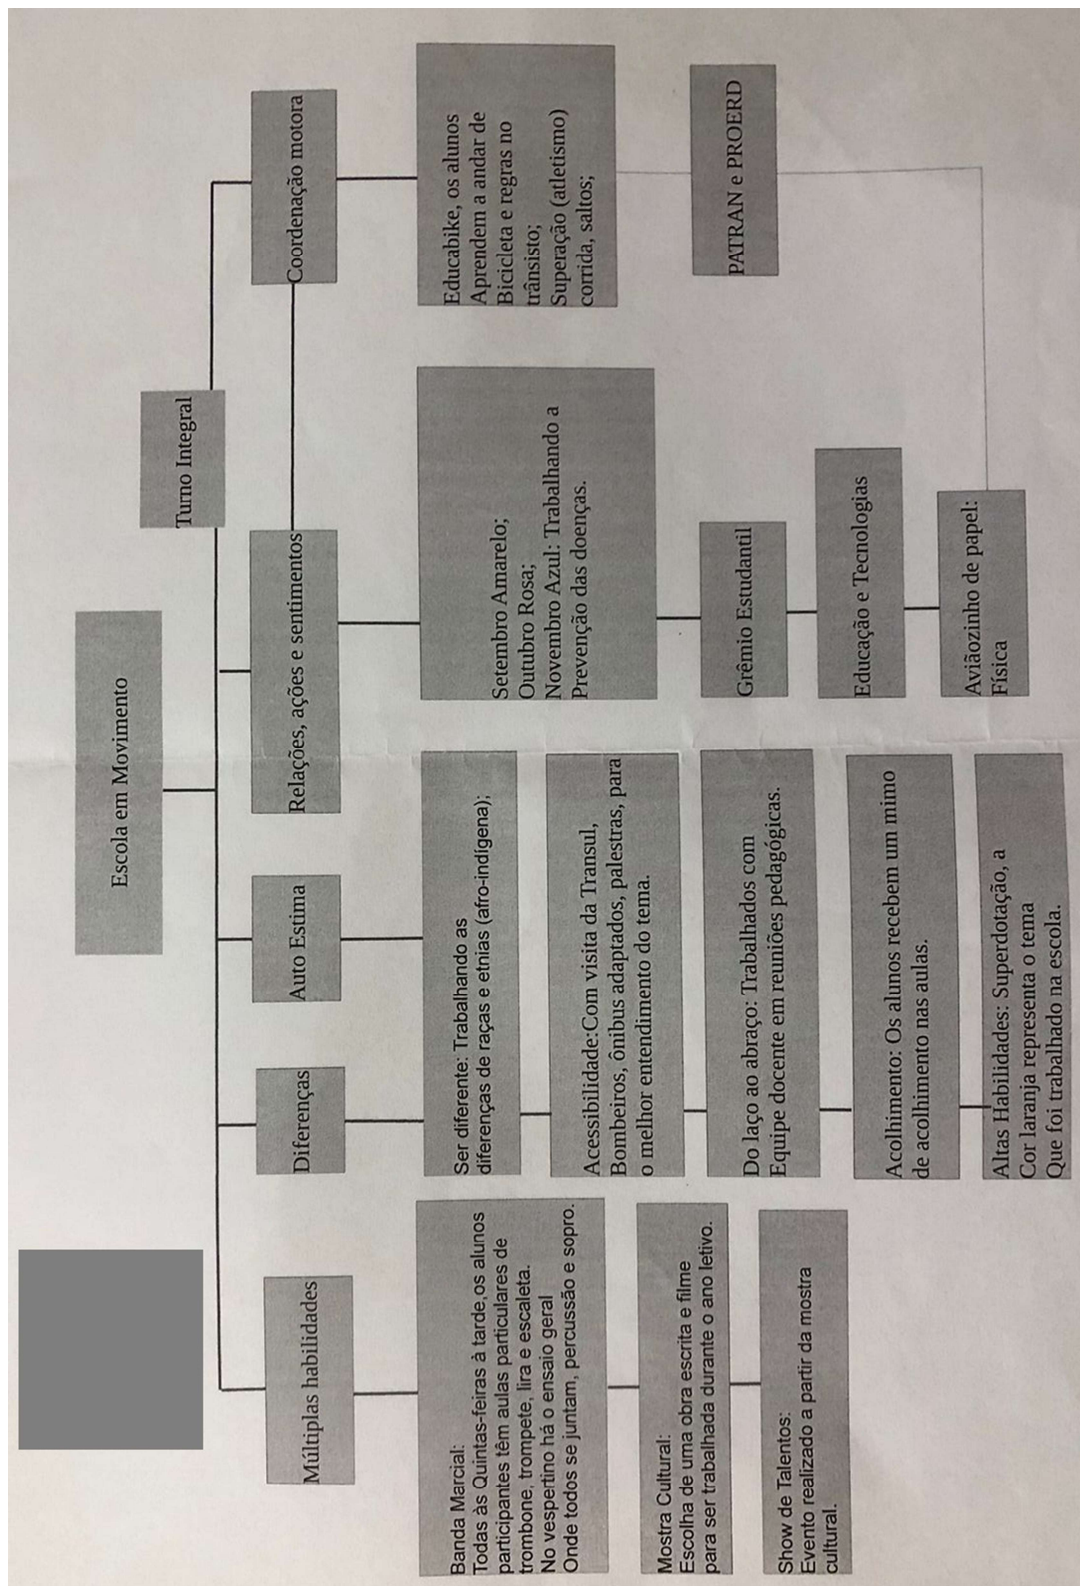 Escola em Movimento
Turno Integral
Múltiplas habilidades
Diferenças
Auto Estima
Relações, ações e sentimentos
Coordenação motora
Banda Marcial:
Todas às Quintas-feiras à tarde,os alunos
participantes têm aulas particulares de
trombone, trompete, lira e escaleta.
No vespertino há o ensaio geral
Onde todos se juntam, percussão e sopro.
Mostra Cultural:
Escolha de uma obra escrita e filme
para ser trabalhada durante o ano letivo.
Show de Talentos:
Evento realizado a partir da mostra
cultural.
Ser diferente: Trabalhando as
diferenças de raças e etnias (afro-indígena);
Acessibilidade:Com visita da Transul,
Bombeiros, ônibus adaptados, palestras, para
o melhor entendimento do tema.
Do laço ao abraço: Trabalhados com
Equipe docente em reuniões pedagógicas.
Acolhimento: Os alunos recebem um mimo
de acolhimento nas aulas.
Altas Habilidades: Superdotação, a
Cor laranja representa o tema
Que foi trabalhado na escola.
Setembro Amarelo;
Outubro Rosa;
Novembro Azul: Trabalhando a
Prevenção das doenças.
Grêmio Estudantil
Educação e Tecnologias
Aviãozinho de papel:
Física
Educabike, os alunos
Aprendem a andar de
Bicicleta e regras no
trânsisto;
Superação (atletismo)
corrida, saltos;
PATRAN e PROERD